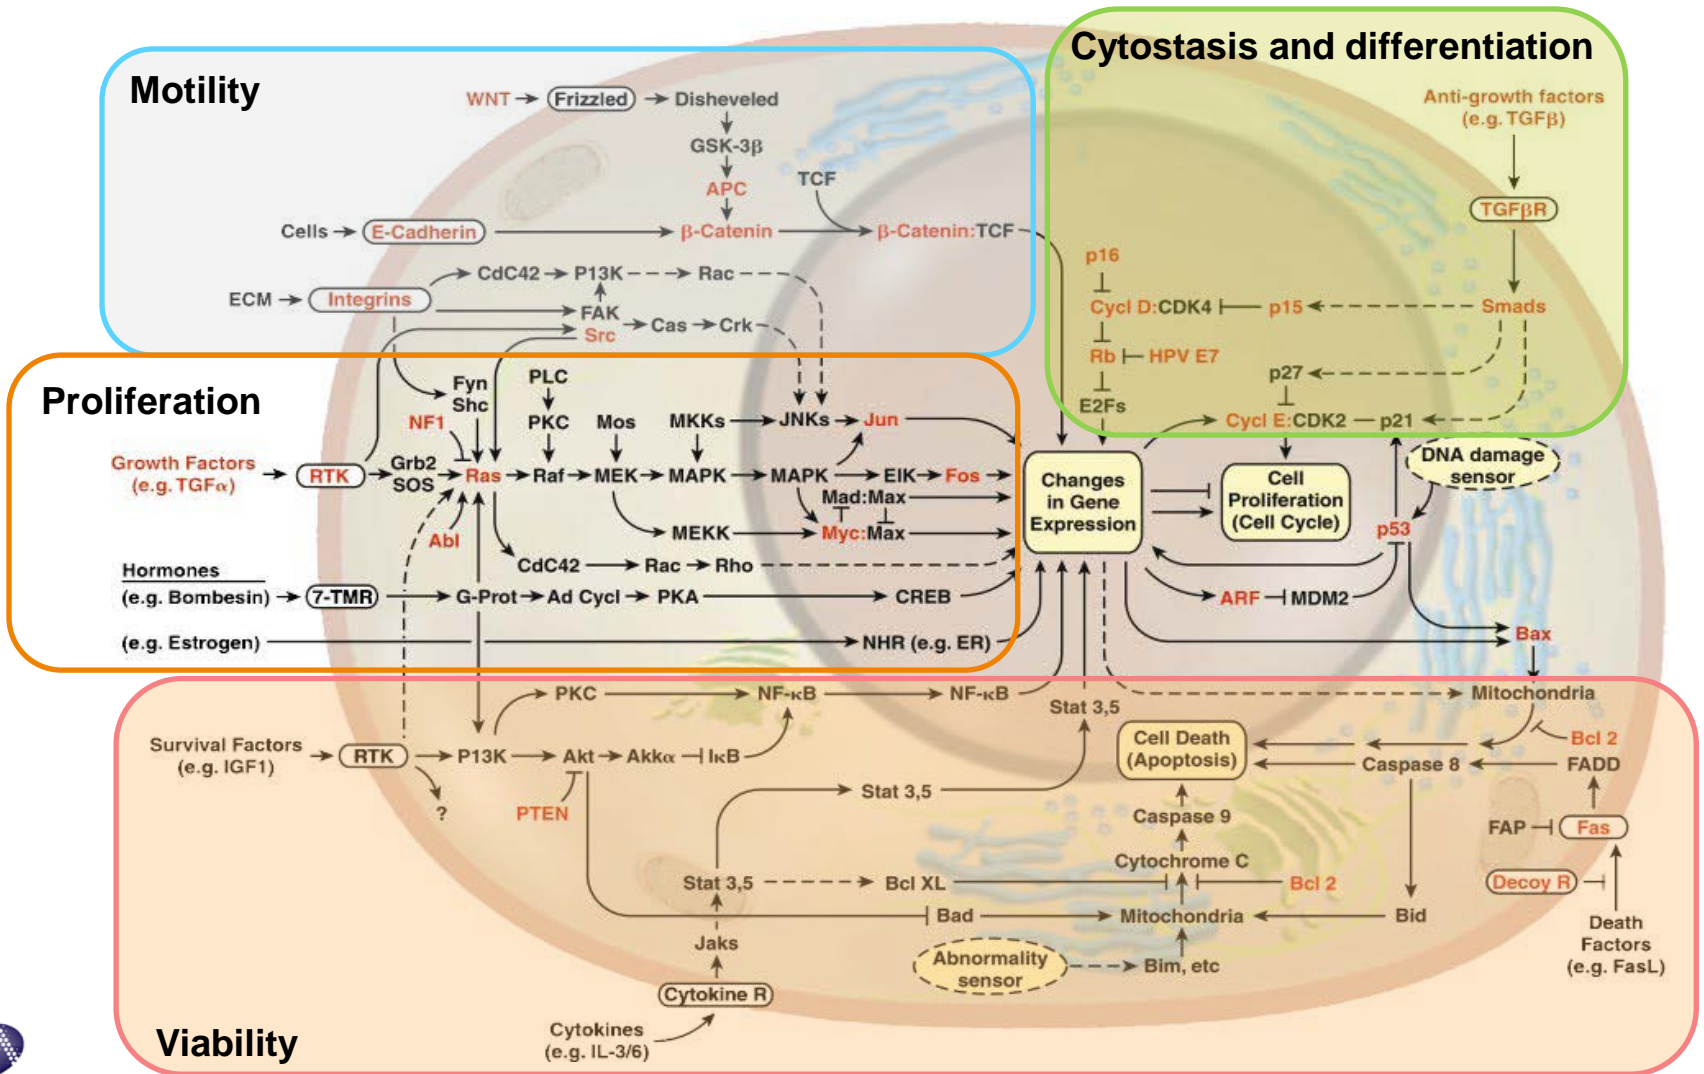 Motility
WNT
Frizzled
Disheveled
GSK-3β
APC
TCF
Cells
E-Cadherin
β-Catenin
β-Catenin:TCF
CdC42
P13K
Rac
ECM
Integrins
FAK
Src
Cas
Crk
Cytostasis and differentiation
Anti-growth factors
(e.g. TGFβ)
TGFβR
p16
Cycl D:CDK4
p15
Smads
Rb
HPV E7
p27
E2Fs
Cycl E:CDK2
p21
Proliferation
Fyn
Shc
PLC
NF1
PKC
Mos
MKKs
JNKs
Jun
Growth Factors
(e.g. TGFα)
RTK
Grb2
SOS
Ras
Raf
MEK
MAPK
MAPK
ElK
Fos
Mad:Max
Abl
MEKK
Myc:Max
CdC42
Rac
Rho
Hormones
(e.g. Bombesin)
7-TMR
G-Prot
Ad Cycl
PKA
CREB
(e.g. Estrogen)
NHR (e.g. ER)
Changes
in Gene
Expression
Cell
Proliferation
(Cell Cycle)
DNA damage
sensor
p53
ARF
MDM2
Bax
PKC
NF-κB
NF-κB
Stat 3,5
Mitochondria
Survival Factors
(e.g. IGF1)
RTK
P13K
Akt
Akkα
IκB
Cell Death
(Apoptosis)
Bcl 2
Caspase 8
FADD
?
PTEN
Stat 3,5
Caspase 9
FAP
Fas
Cytochrome C
Stat 3,5
Bcl XL
Bcl 2
Decoy R
Bad
Mitochondria
Bid
Death
Factors
(e.g. FasL)
Jaks
Abnormality
sensor
Bim, etc
Cytokine R
Cytokines
(e.g. IL-3/6)
Viability